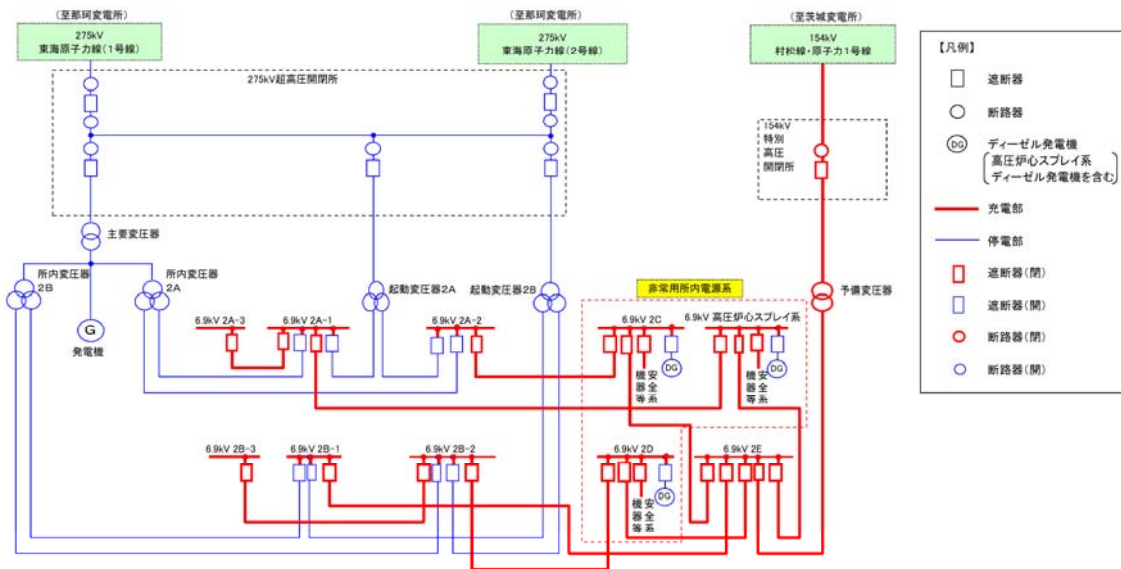 (至那珂変電所)
275kV
東海原子力線(1号線)
(至那珂変電所)
275kV
東海原子力線(2号線)
(至茨城変電所)
154kV
村松線・原子力1号線
275kV超高圧開閉所
154kV
特別
高圧
開閉所
主要変圧器
所内変圧器
2B
所内変圧器
2A
G
発電機
起動変圧器2A
起動変圧器2B
予備変圧器
非常用所内電源系
6.9kV 2A-3
6.9kV 2A-1
6.9kV 2A-2
6.9kV 2C
6.9kV 高圧炉心スプレイ系
DG
DG
安全系
機器等
安全系
機器等
6.9kV 2B-3
6.9kV 2B-1
6.9kV 2B-2
6.9kV 2D
6.9kV 2E
DG
安全系
機器等
【凡例】
遮断器
断路器
DG
ディーゼル発電機
高圧炉心スプレイ系
ディーゼル発電機を含む
充電部
停電部
遮断器(閉)
遮断器(開)
断路器(閉)
断路器(開)